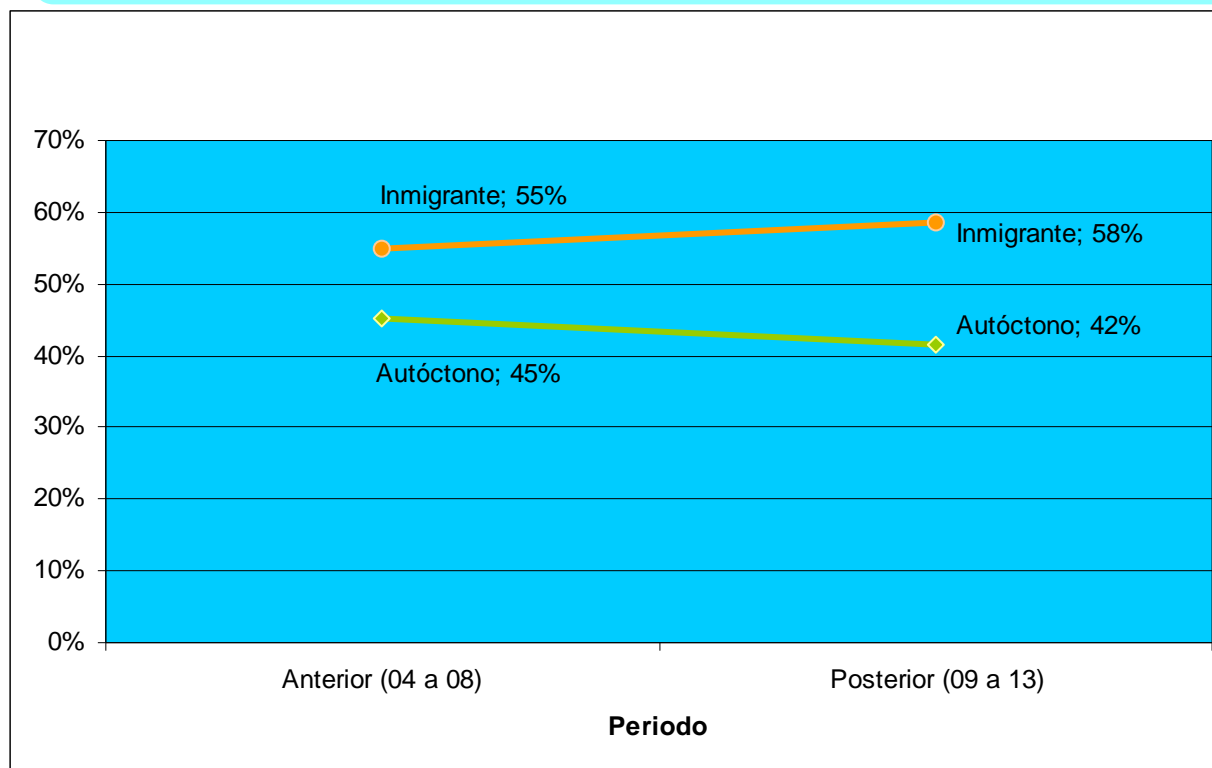 70%
60%
50%
40%
30%
20%
10%
0%
Inmigrante; 55%
Inmigrante; 58%
Autóctono; 42%
Autóctono; 45%
Anterior (04 a 08)
Posterior (09 a 13)
Periodo